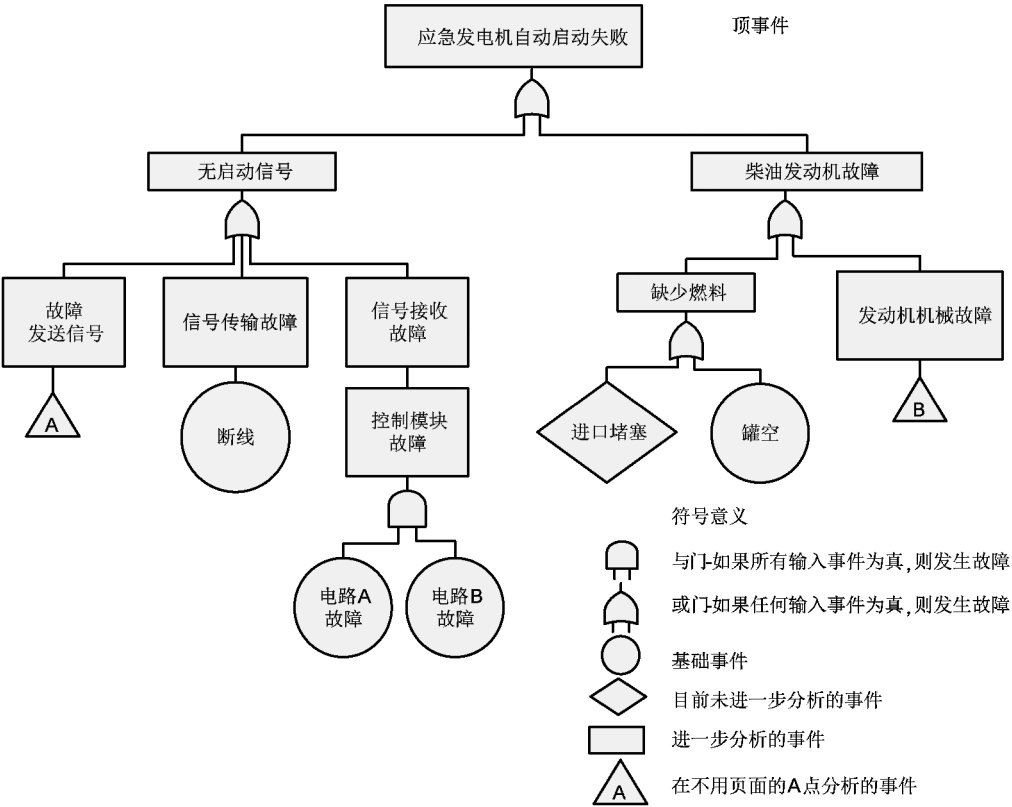 应急发电机自动启动失败
顶事件
无启动信号
柴油发动机故障
故障
发送信号
信号传输故障
信号接收
故障
缺少燃料
发动机机械故障
A
断线
控制模块
故障
进口堵塞
罐空
B
电路A
故障
电路B
故障
符号意义
与门-如果所有输入事件为真,则发生故障
或门-如果任何输入事件为真,则发生故障
基础事件
目前未进一步分析的事件
进一步分析的事件
A
在不用页面的A点分析的事件